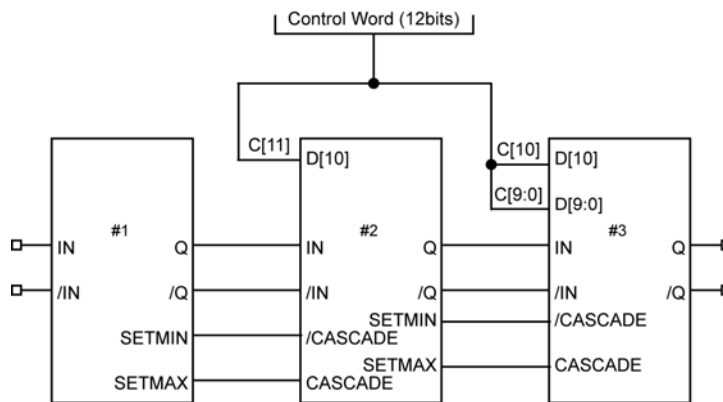 Control Word (12bits)
C[11]
D[10]
C[10]
D[10]
C[9:0]
D[9:0]
#1
#2
#3
IN
Q
IN
Q
IN
Q
/IN
/Q
/IN
/Q
/IN
/Q
SETMIN
/CASCADE
SETMIN
/CASCADE
SETMAX
CASCADE
SETMAX
CASCADE